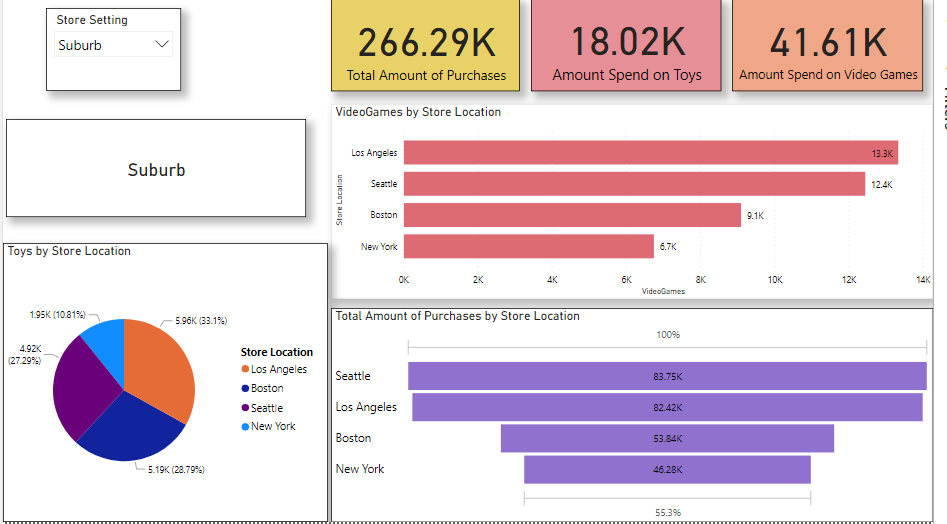 Store Setting
Suburb
266.29K
Total Amount of Purchases
18.02K
Amount Spend on Toys
41.61K
Amount Spend on Video Games
Suburb
VideoGames by Store Location
Store Location
Los Angeles
13.3K
Seattle
12.4K
Boston
9.1K
New York
6.7K
0K 2K 4K 6K 8K 10K 12K 14K
VideoGames
Toys by Store Location
1.95K (10.81%)
5.96K (33.1%)
4.92K
(27.29%)
5.19K (28.79%)
Store Location
Los Angeles
Boston
Seattle
New York
Total Amount of Purchases by Store Location
100%
Seattle
83.75K
Los Angeles
82.42K
Boston
53.84K
New York
46.28K
55.3%